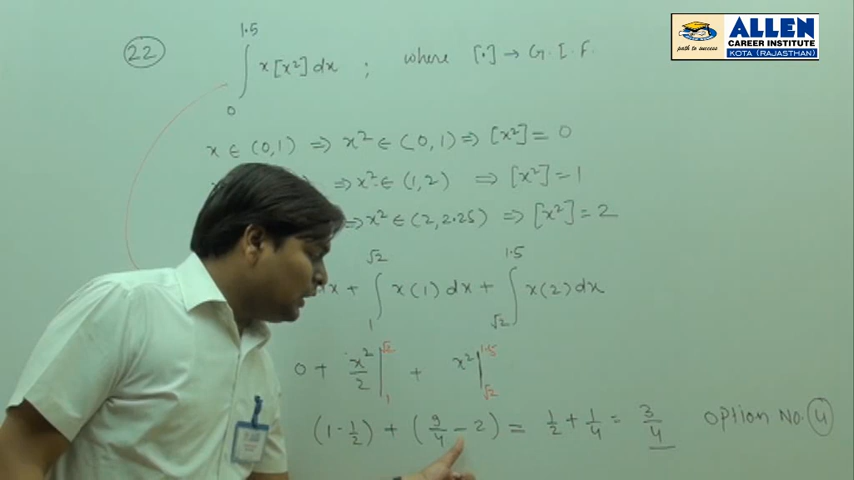 22
∫₀^1.5 x[x²]dx ; where [.] → G.I.F.
x ∈ (0,1) ⇒ x² ∈ (0,1) ⇒ [x²] = 0
⇒ x² ∈ (1,2) ⇒ [x²] = 1
⇒ x² ∈ (2,2.25) ⇒ [x²] = 2
dx + ∫₁^√2 x(1) dx + ∫_√2^1.5 x(2) dx
0 + x²/2 |₁^√2 + x² |_√2^1.5
(1 - 1/2) + (9/4 - 2) = 1/2 + 1/4 = 3/4 Option No. 4
path to success
ALLEN
CAREER INSTITUTE
KOTA (RAJASTHAN)